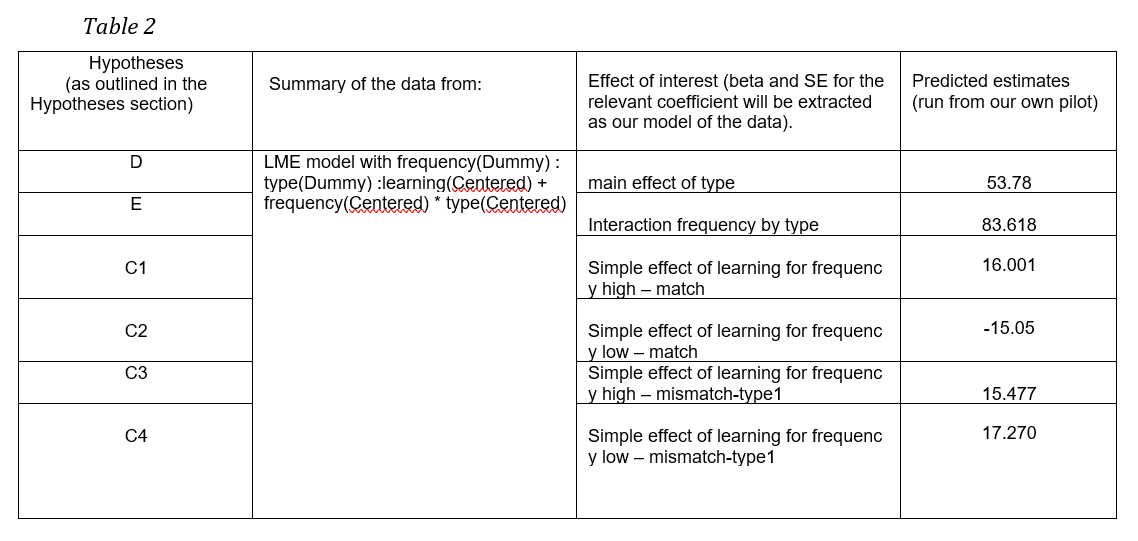 Table 2
Hypotheses
(as outlined in the
Hypotheses section)
Summary of the data from:
Effect of interest (beta and SE for the
relevant coefficient will be extracted
as our model of the data).
Predicted estimates
(run from our own pilot)
D
LME model with frequency(Dummy) :
type(Dummy) :learning(Centered) +
frequency(Centered) * type(Centered)
main effect of type
53.78
E
Interaction frequency by type
83.618
C1
Simple effect of learning for frequenc
y high – match
16.001
C2
Simple effect of learning for frequenc
y low – match
-15.05
C3
Simple effect of learning for frequenc
y high – mismatch-type1
15.477
C4
Simple effect of learning for frequenc
y low – mismatch-type1
17.270